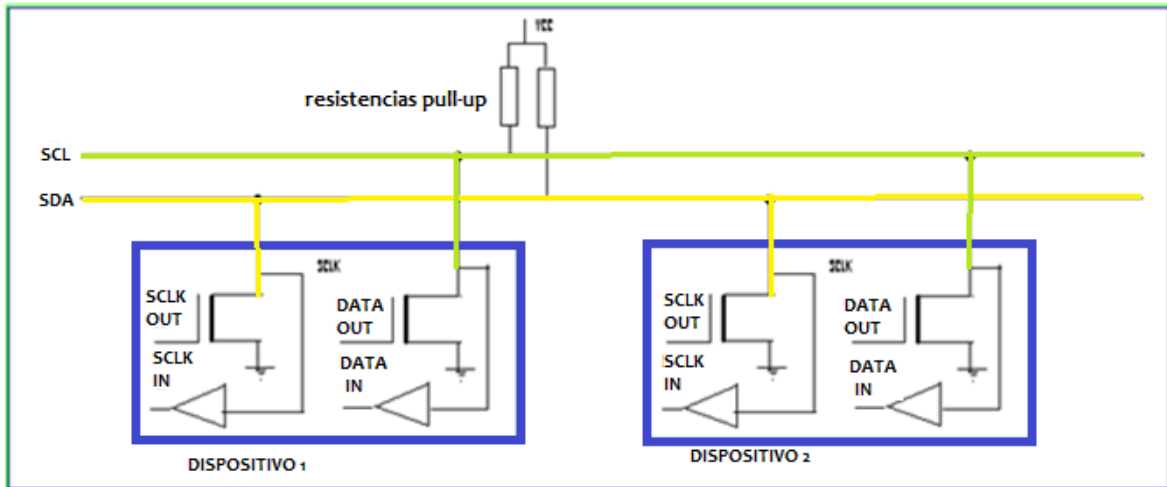 VCC
resistencias pull-up
SCL
SDA
SCLK
SCLK
OUT
DATA
OUT
SCLK
IN
DATA
IN
DISPOSITIVO 1
SCLK
SCLK
OUT
DATA
OUT
SCLK
IN
DATA
IN
DISPOSITIVO 2